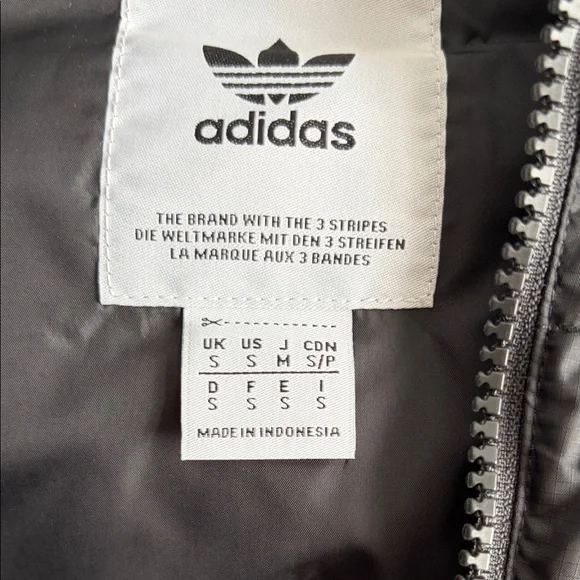 adidas
THE BRAND WITH THE 3 STRIPES
DIE WELTMARKE MIT DEN 3 STREIFEN
LA MARQUE AUX 3 BANDES
UK US J CDN
S S M S/P
D F E I
S S S S
MADE IN INDONESIA